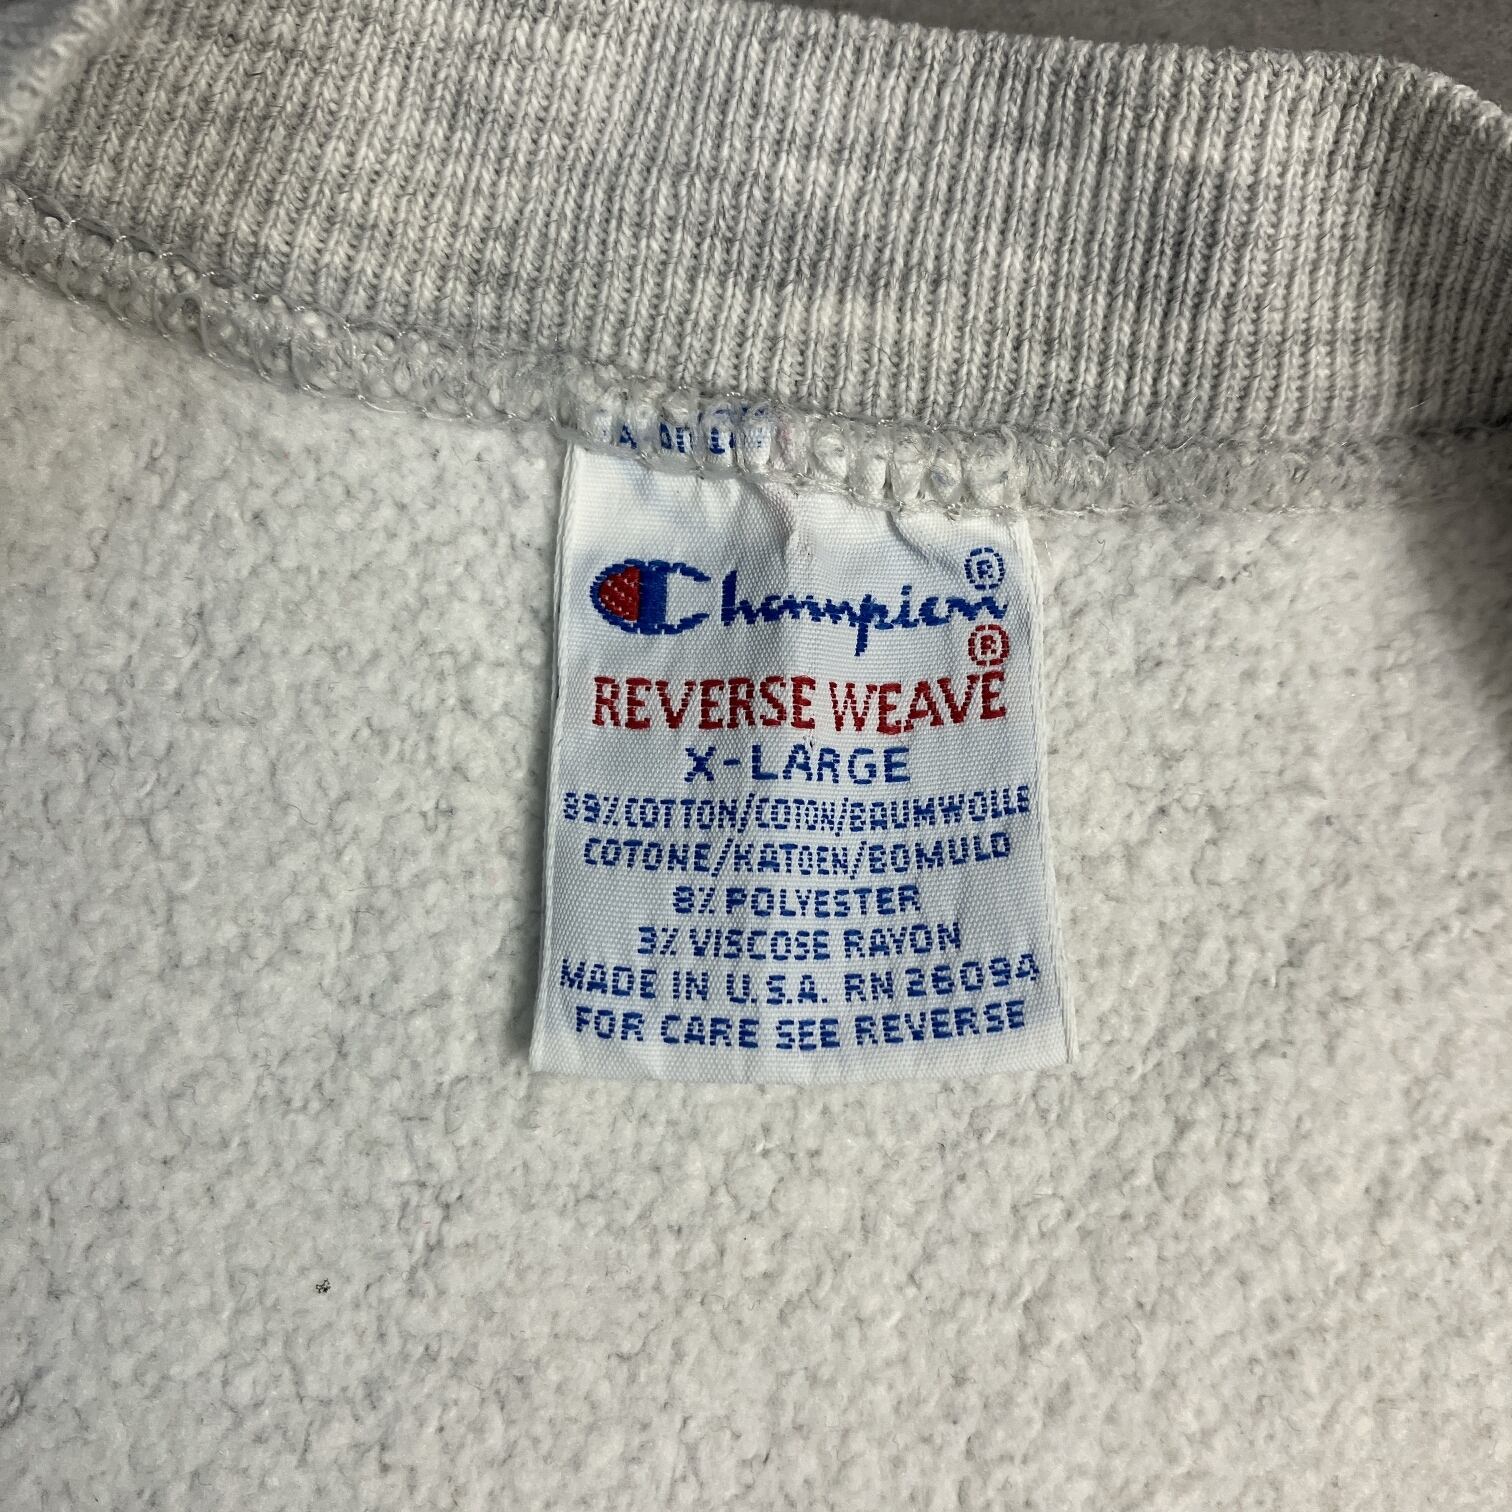 Champion®
REVERSE WEAVE®
X-LARGE
89% COTTON/COTON/BAUMWOLLE
COTONE/KATOEN/BOMULD
8% POLYESTER
3% VISCOSE RAYON
MADE IN U.S.A. RN 26094
FOR CARE SEE REVERSE